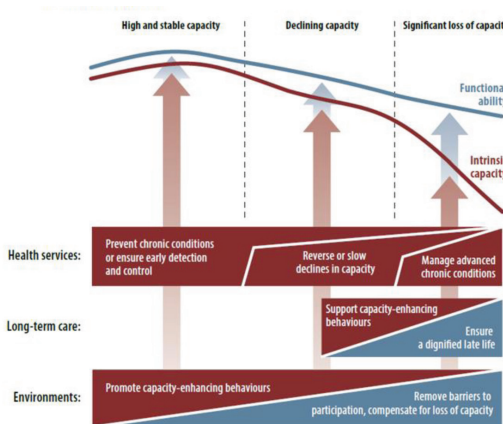 High and stable capacity
Declining capacity
Significant loss of capacit
Functiona
ability
Intrinsi
capacity
Health services:
Prevent chronic conditions
or ensure early detection
and control
Reverse or slow
declines in capacity
Manage advanced
chronic conditions
Long-term care:
Support capacity-enhancing
behaviours
Ensure
a dignified late life
Environments:
Promote capacity-enhancing behaviours
Remove barriers to
participation, compensate for loss of capacity